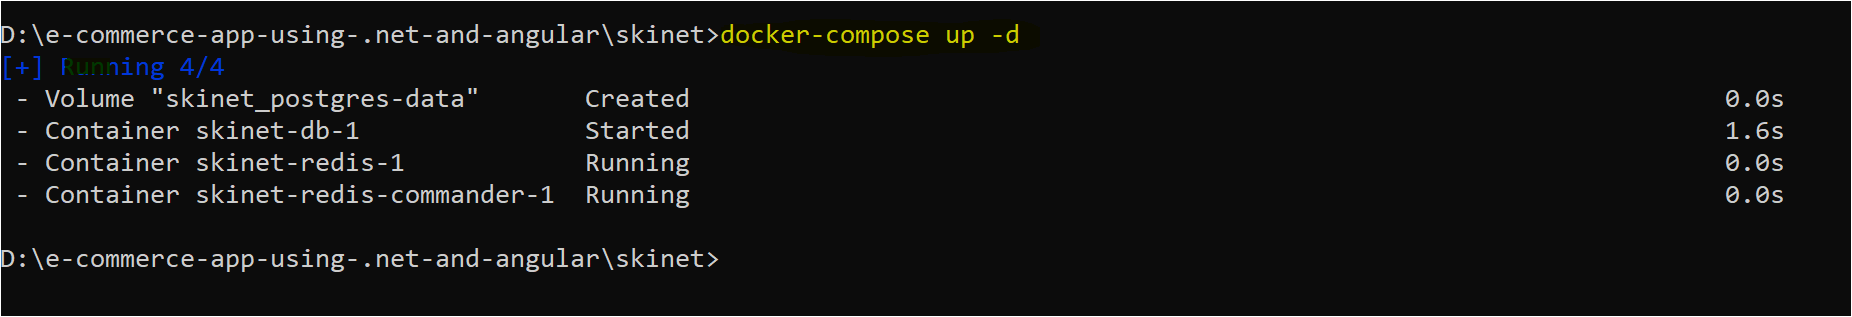 D:\e-commerce-app-using-.net-and-angular\skinet>docker-compose up -d
[+] Running 4/4
 - Volume "skinet_postgres-data"       Created                                                                     0.0s
 - Container skinet-db-1               Started                                                                     1.6s
 - Container skinet-redis-1            Running                                                                     0.0s
 - Container skinet-redis-commander-1  Running                                                                     0.0s
D:\e-commerce-app-using-.net-and-angular\skinet>